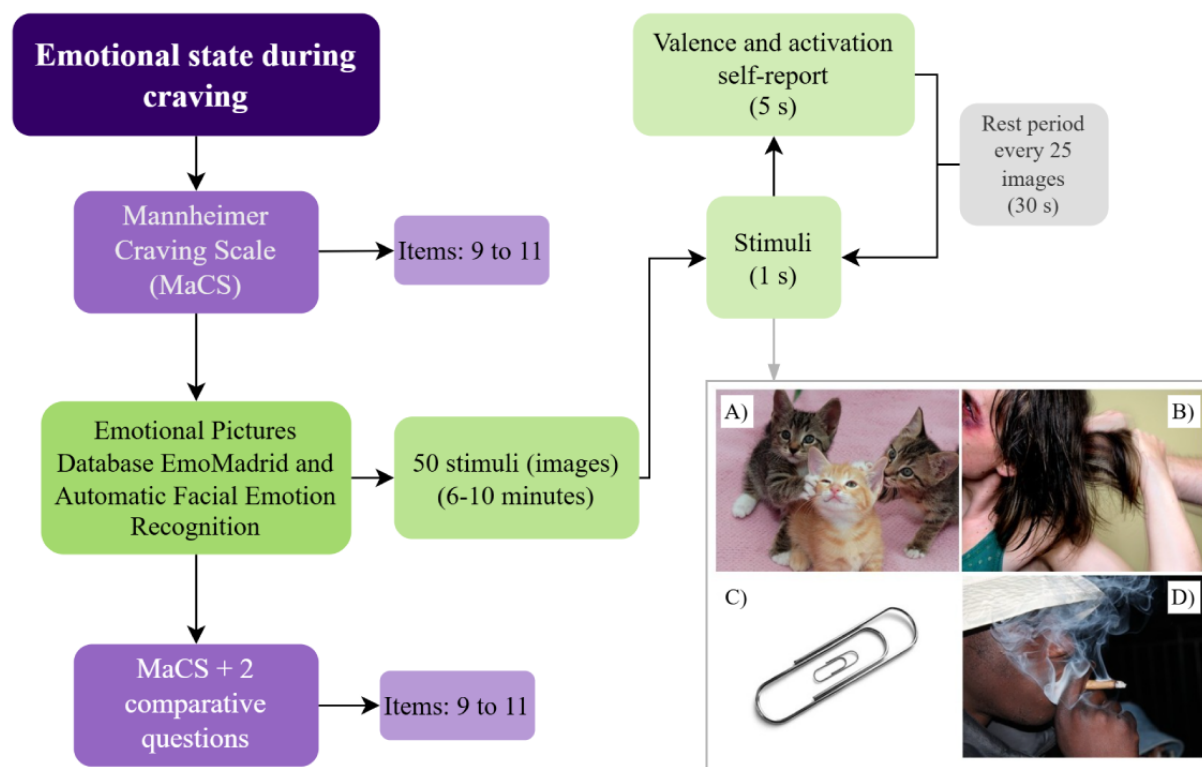 Emotional state during
craving
Mannheimer
Craving Scale
(MaCS)
Items: 9 to 11
Emotional Pictures
Database EmoMadrid and
Automatic Facial Emotion
Recognition
50 stimuli (images)
(6-10 minutes)
MaCS + 2
comparative
questions
Items: 9 to 11
Valence and activation
self-report
(5 s)
Rest period
every 25
images
(30 s)
Stimuli
(1 s)
A)
B)
C)
D)